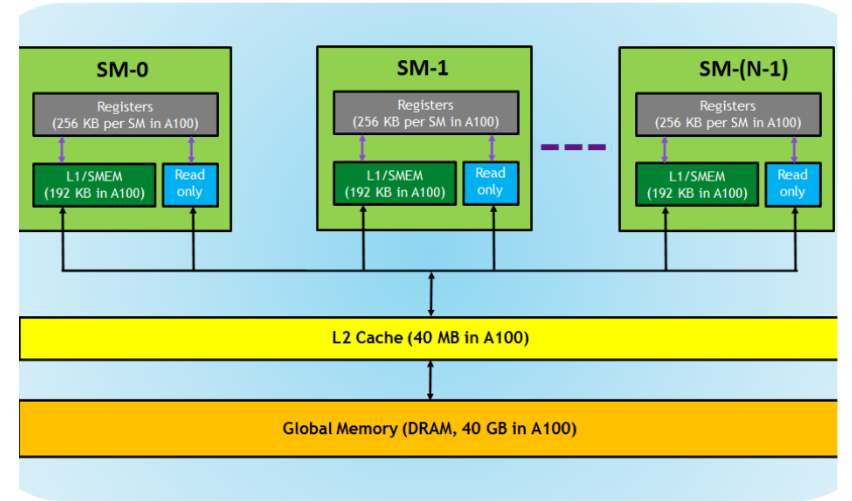 SM-0
Registers
(256 KB per SM in A100)
L1/SMEM
(192 KB in A100)
Read
only
SM-1
Registers
(256 KB per SM in A100)
L1/SMEM
(192 KB in A100)
Read
only
SM-(N-1)
Registers
(256 KB per SM in A100)
L1/SMEM
(192 KB in A100)
Read
only
L2 Cache (40 MB in A100)
Global Memory (DRAM, 40 GB in A100)